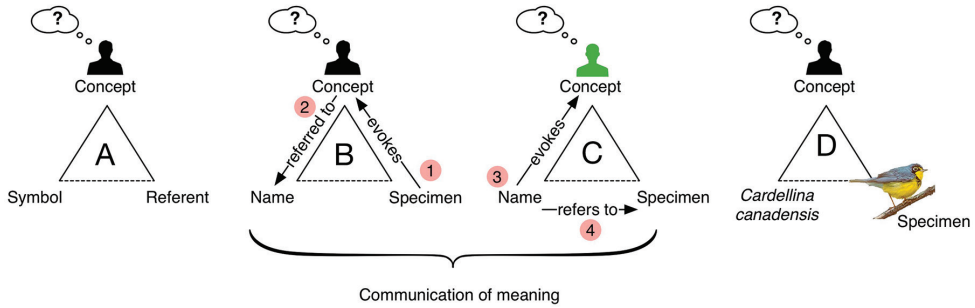 ?
Concept
A
Symbol
Referent
?
Concept
2
referred to
evokes
1
B
Name
Specimen
?
Concept
evokes
C
3
Name
Specimen
refers to
4
?
Concept
D
Cardellina
canadensis
Specimen
Communication of meaning